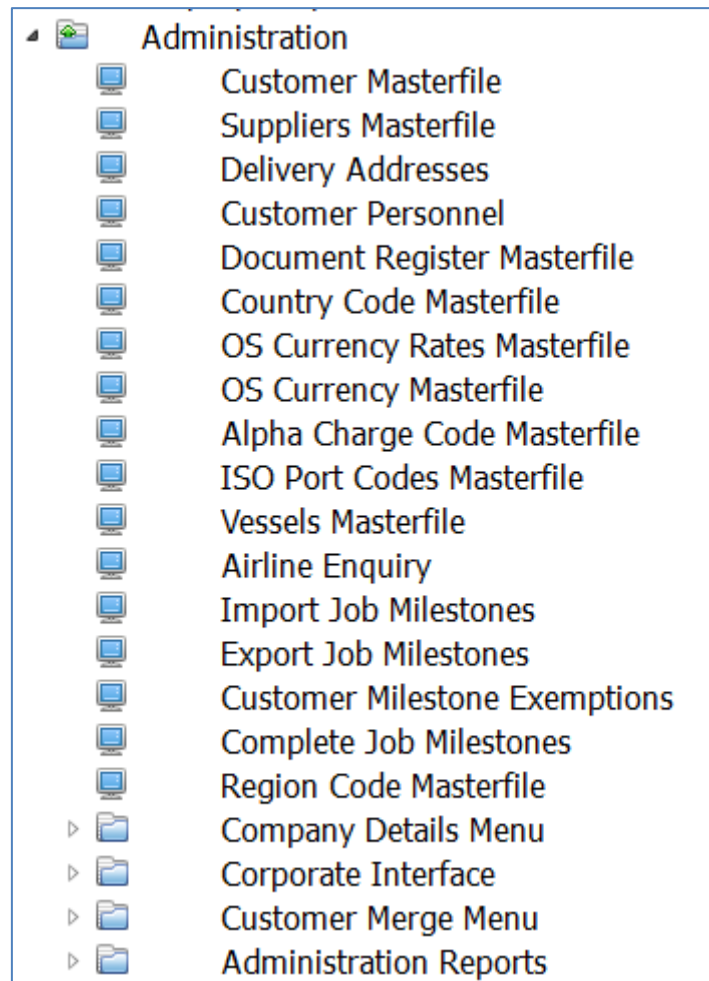 Administration
Customer Masterfile
Suppliers Masterfile
Delivery Addresses
Customer Personnel
Document Register Masterfile
Country Code Masterfile
OS Currency Rates Masterfile
OS Currency Masterfile
Alpha Charge Code Masterfile
ISO Port Codes Masterfile
Vessels Masterfile
Airline Enquiry
Import Job Milestones
Export Job Milestones
Customer Milestone Exemptions
Complete Job Milestones
Region Code Masterfile
Company Details Menu
Corporate Interface
Customer Merge Menu
Administration Reports